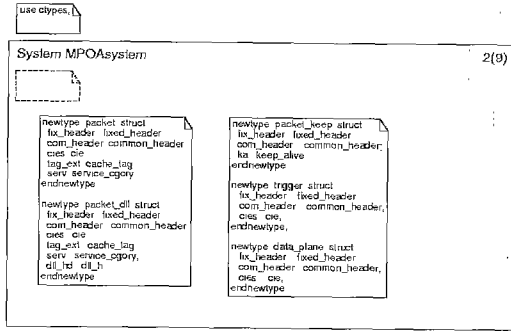 use ctypes,
System MPOAsystem
2(9)
newtype packet struct
fix_header fixed_header
com_header common_header
cies cie
tag_ext cache_tag
serv service_cgory
endnewtype
newtype packet_dll struct
fix_header fixed_header
com_header common_header
cies cie
tag_ext cache_tag
serv service_cgory,
dll_hd dll_h
endnewtype
newtype packet_keep struct
fix_header fixed_header
com_header common_header,
ka keep_alive
endnewtype
newtype trigger struct
fix_header fixed_header
com_header common_header,
cies cie,
endnewtype,
newtype data_plane struct
fix_header fixed_header
com_header common_header,
cies cie,
endnewtype